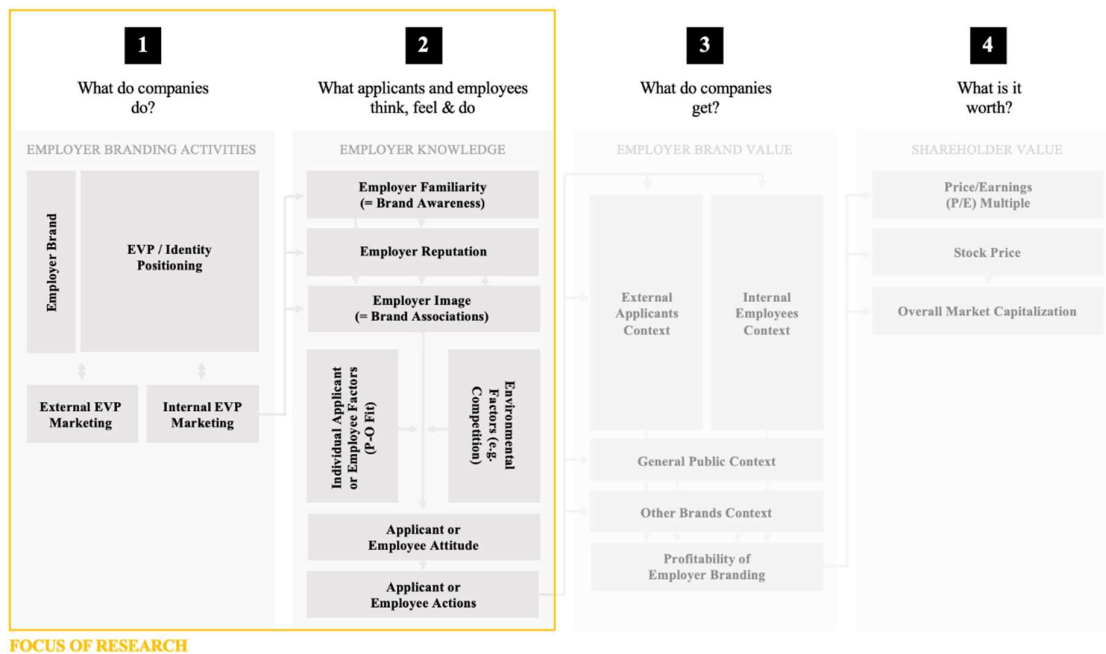 1
What do companies
do?
EMPLOYER BRANDING ACTIVITIES
Employer Brand
EVP / Identity
Positioning
External EVP
Marketing
Internal EVP
Marketing
2
What applicants and employees
think, feel & do
EMPLOYER KNOWLEDGE
Employer Familiarity
(= Brand Awareness)
Employer Reputation
Employer Image
(= Brand Associations)
Individual Applicant
or Employee Factors
(P-O Fit)
Environmental
Factors (e.g.
Competition)
Applicant or
Employee Attitude
Applicant or
Employee Actions
3
What do companies
get?
EMPLOYER BRAND VALUE
External
Applicants
Context
Internal
Employees
Context
General Public Context
Other Brands Context
Profitability of
Employer Branding
4
What is it
worth?
SHAREHOLDER VALUE
Price/Earnings
(P/E) Multiple
Stock Price
Overall Market Capitalization
FOCUS OF RESEARCH